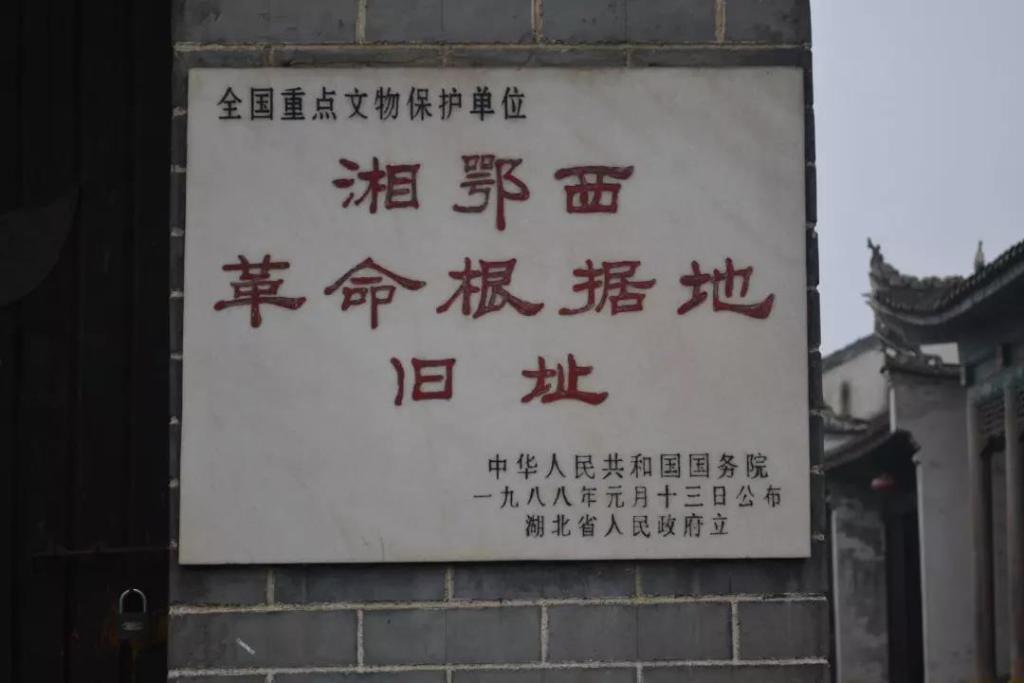 全国重点文物保护单位
湘鄂西
革命根据地
旧址
中华人民共和国国务院
一九八八年元月十三日公布
湖北省人民政府立